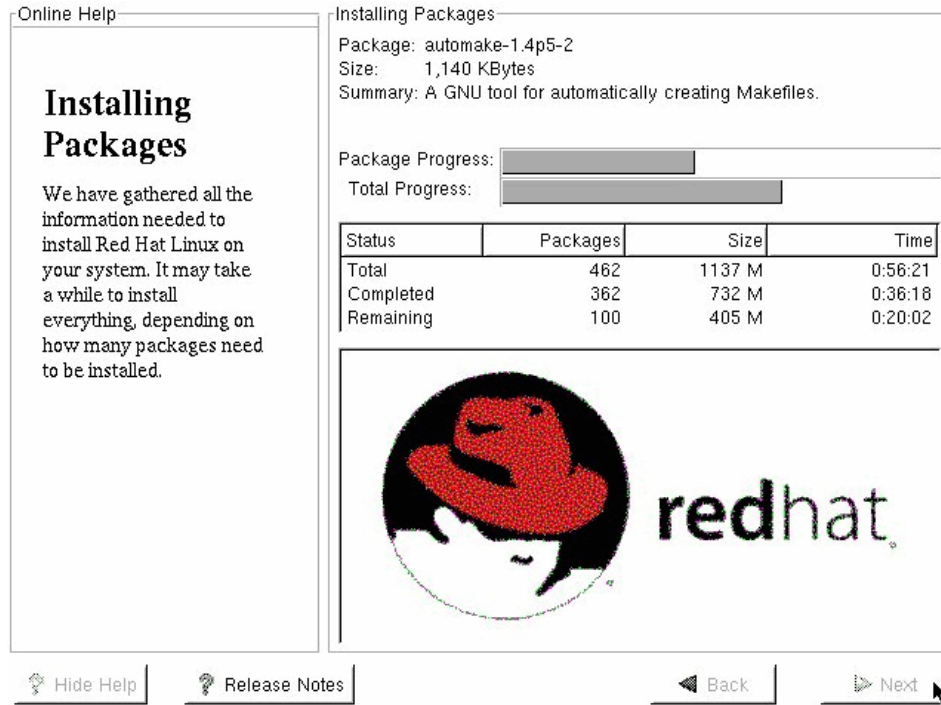 Online Help
Installing
Packages
We have gathered all the
information needed to
install Red Hat Linux on
your system. It may take
a while to install
everything, depending on
how many packages need
to be installed.
Installing Packages
Package: automake-1.4p5-2
Size: 1,140 KBytes
Summary: A GNU tool for automatically creating Makefiles.
Package Progress:
Total Progress:
Status Packages Size Time
Total 462 1137 M 0:56:21
Completed 362 732 M 0:36:18
Remaining 100 405 M 0:20:02
redhat
Hide Help Release Notes Back Next